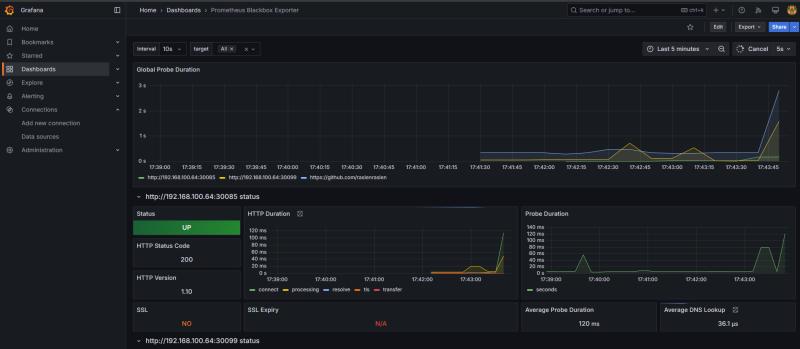 Grafana
Home > Dashboards > Prometheus Blackbox Exporter
Search or jump to...
ctrl+k
Edit
Export
Share
Home
Bookmarks
Starred
Dashboards
Explore
Alerting
Connections
Add new connection
Data sources
Administration
Interval 10s
target All
Last 5 minutes
Cancel 5s
Global Probe Duration
3 s
2 s
1 s
0 s
17:39:00 17:39:15 17:39:30 17:39:45 17:40:00 17:40:15 17:40:30 17:40:45 17:41:00 17:41:15 17:41:30 17:41:45 17:42:00 17:42:15 17:42:30 17:42:45 17:43:00 17:43:15 17:43:30 17:43:45
http://192.168.100.64:30085 http://192.168.100.64:30099 https://github.com/raslenraslen
http://192.168.100.64:30085 status
Status
UP
HTTP Status Code
200
HTTP Version
1.10
SSL
NO
HTTP Duration
120 ms
100 ms
80 ms
60 ms
40 ms
20 ms
0 s
17:39:00 17:40:00 17:41:00 17:42:00 17:43:00
connect processing resolve tls transfer
SSL Expiry
N/A
Probe Duration
140 ms
120 ms
100 ms
80 ms
60 ms
40 ms
20 ms
0 s
17:39:00 17:40:00 17:41:00 17:42:00 17:43:00
seconds
Average Probe Duration
120 ms
Average DNS Lookup
36.1 µs
http://192.168.100.64:30099 status